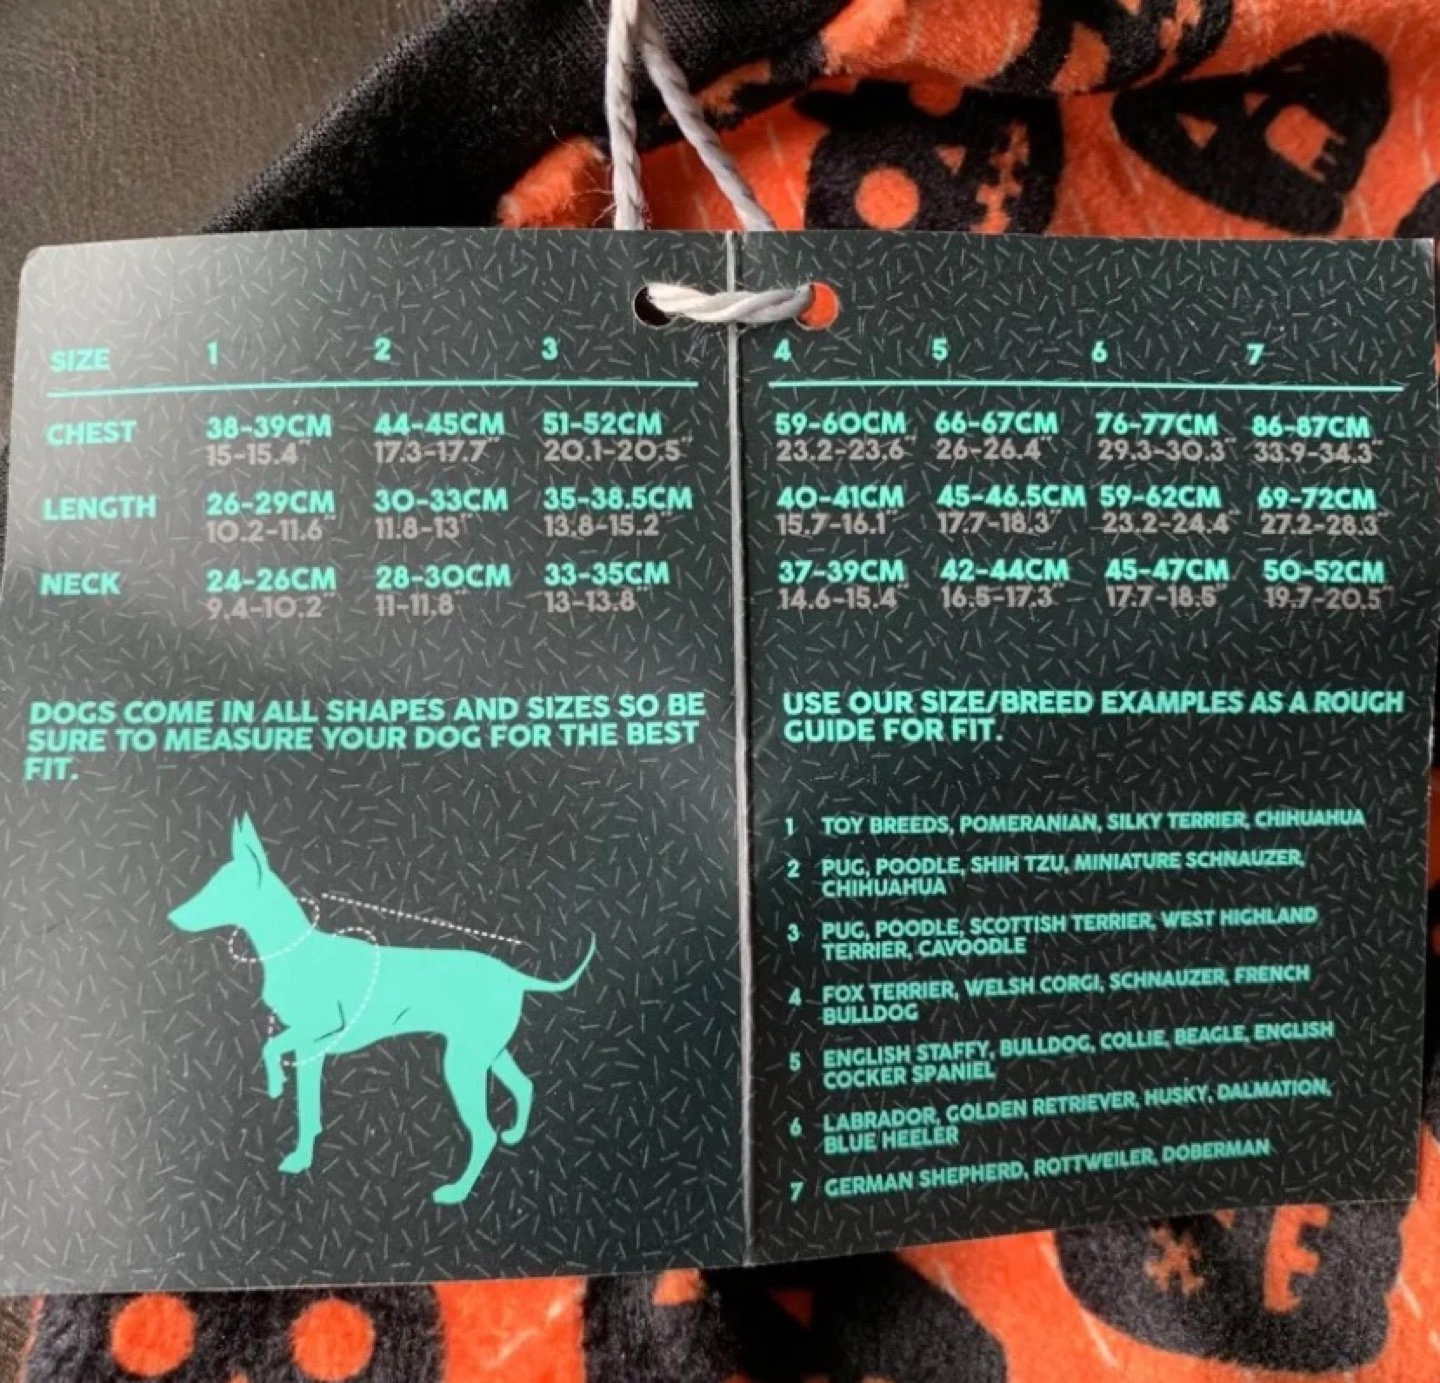 SIZE 1 2 3
CHEST 38-39CM 44-45CM 51-52CM
15-15.4" 17.3-17.7" 20.1-20.5"
LENGTH 26-29CM 30-33CM 35-38.5CM
10.2-11.6" 11.8-13" 13.8-15.2"
NECK 24-26CM 28-30CM 33-35CM
9.4-10.2" 11-11.8" 13-13.8"
DOGS COME IN ALL SHAPES AND SIZES SO BE
SURE TO MEASURE YOUR DOG FOR THE BEST
FIT.
4 5 6 7
59-60CM 66-67CM 76-77CM 86-87CM
23.2-23.6" 26-26.4" 29.3-30.3" 33.9-34.3"
40-41CM 45-46.5CM 59-62CM 69-72CM
15.7-16.1" 17.7-18.3" 23.2-24.4" 27.2-28.3"
37-39CM 42-44CM 45-47CM 50-52CM
14.6-15.4" 16.5-17.3" 17.7-18.5" 19.7-20.5"
USE OUR SIZE/BREED EXAMPLES AS A ROUGH
GUIDE FOR FIT.
1 TOY BREEDS, POMERANIAN, SILKY TERRIER, CHIHUAHUA
2 PUG, POODLE, SHIH TZU, MINIATURE SCHNAUZER,
CHIHUAHUA
3 PUG, POODLE, SCOTTISH TERRIER, WEST HIGHLAND
TERRIER, CAVOODLE
4 FOX TERRIER, WELSH CORGI, SCHNAUZER, FRENCH
BULLDOG
5 ENGLISH STAFFY, BULLDOG, COLLIE, BEAGLE, ENGLISH
COCKER SPANIEL
6 LABRADOR, GOLDEN RETRIEVER, HUSKY, DALMATION,
BLUE HEELER
7 GERMAN SHEPHERD, ROTTWEILER, DOBERMAN